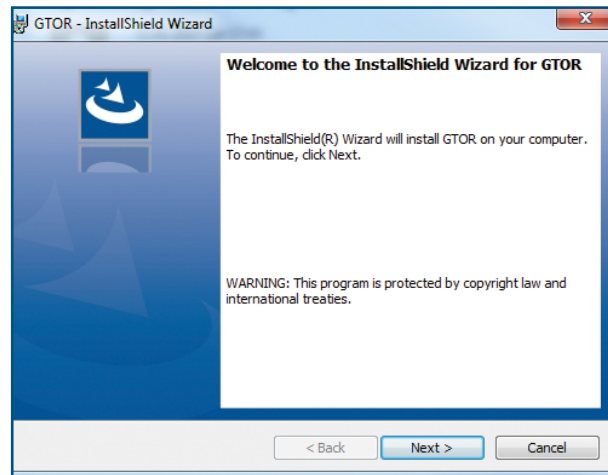 GTOR - InstallShield Wizard
Welcome to the InstallShield Wizard for GTOR
The InstallShield(R) Wizard will install GTOR on your computer.
To continue, click Next.
WARNING: This program is protected by copyright law and
international treaties.
< Back Next > Cancel